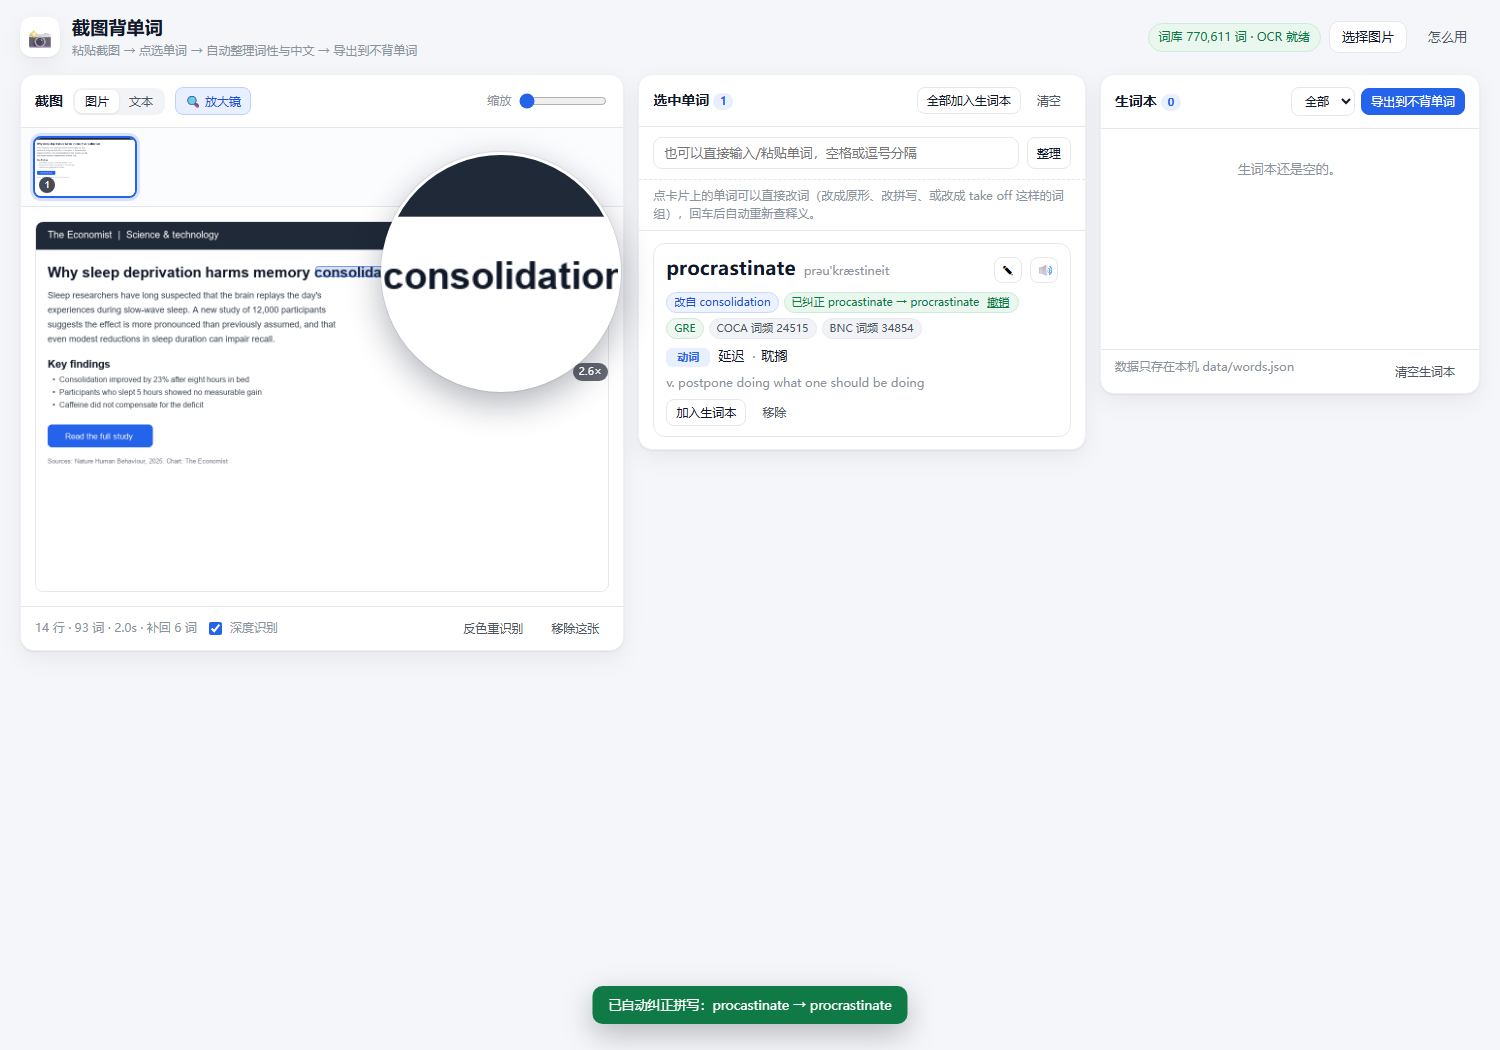 截图背单词
粘贴截图 → 点选单词 → 自动整理词性与中文 → 导出到不背单词
词库 770,611 词 · OCR 就绪
选择图片
怎么用
截图
图片
文本
放大镜
缩放
1
The Economist | Science & technology
Why sleep deprivation harms memory consolida
consolidation
Sleep researchers have long suspected that the brain replays the day's
experiences during slow-wave sleep. A new study of 12,000 participants
suggests the effect is more pronounced than previously assumed, and that
even modest reductions in sleep duration can impair recall.
2.6×
Key findings
• Consolidation improved by 23% after eight hours in bed
• Participants who slept 5 hours showed no measurable gain
• Caffeine did not compensate for the deficit
Read the full study
Sources: Nature Human Behaviour, 2025. Chart: The Economist
14 行 · 93 词 · 2.0s · 补回 6 词
深度识别
反色重识别
移除这张
选中单词 1
全部加入生词本
清空
也可以直接输入/粘贴单词，空格或逗号分隔
整理
点卡片上的单词可以直接改词（改成原形、改拼写、或改成 take off 这样的词
组），回车后自动重新查释义。
procrastinate prəu'kræstineit
改自 consolidation
已纠正 procastinate → procrastinate 撤销
GRE
COCA 词频 24515
BNC 词频 34854
动词 延迟 · 耽搁
v. postpone doing what one should be doing
加入生词本
移除
生词本 0
全部
导出到不背单词
生词本还是空的。
数据只存在本机 data/words.json
清空生词本
已自动纠正拼写：procastinate → procrastinate